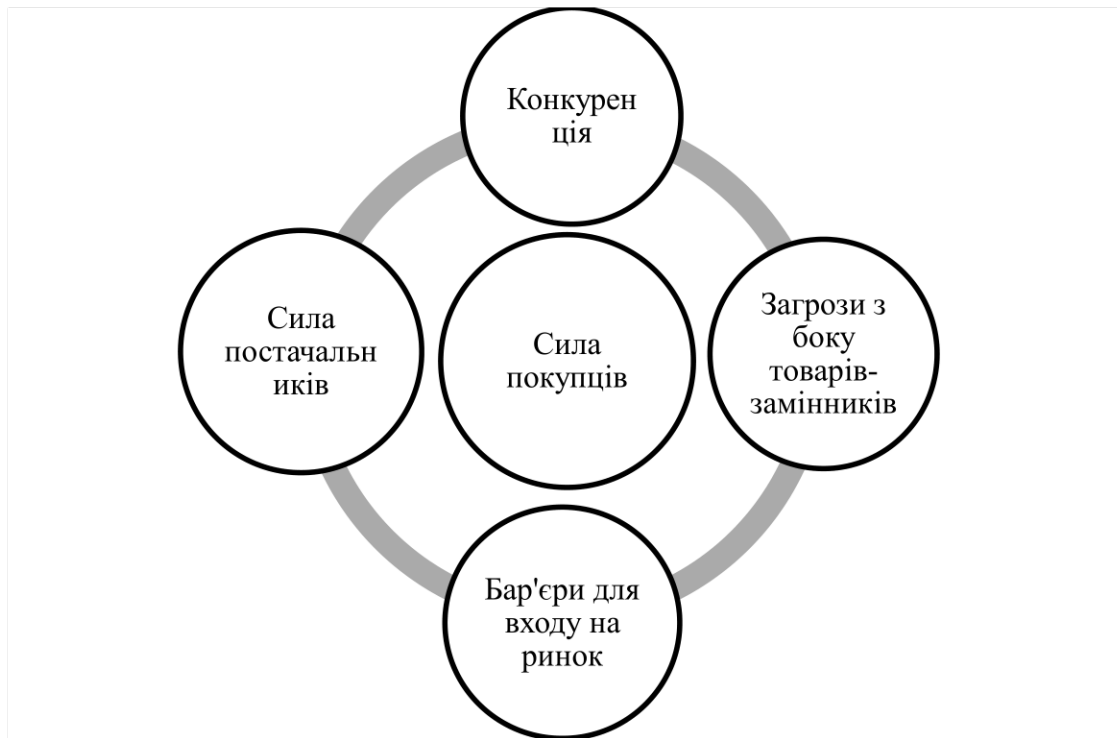 Конкурен
ція
Сила
постачальн
иків
Сила
покупців
Загрози з
боку
товарів-
замінників
Бар'єри для
входу на
ринок